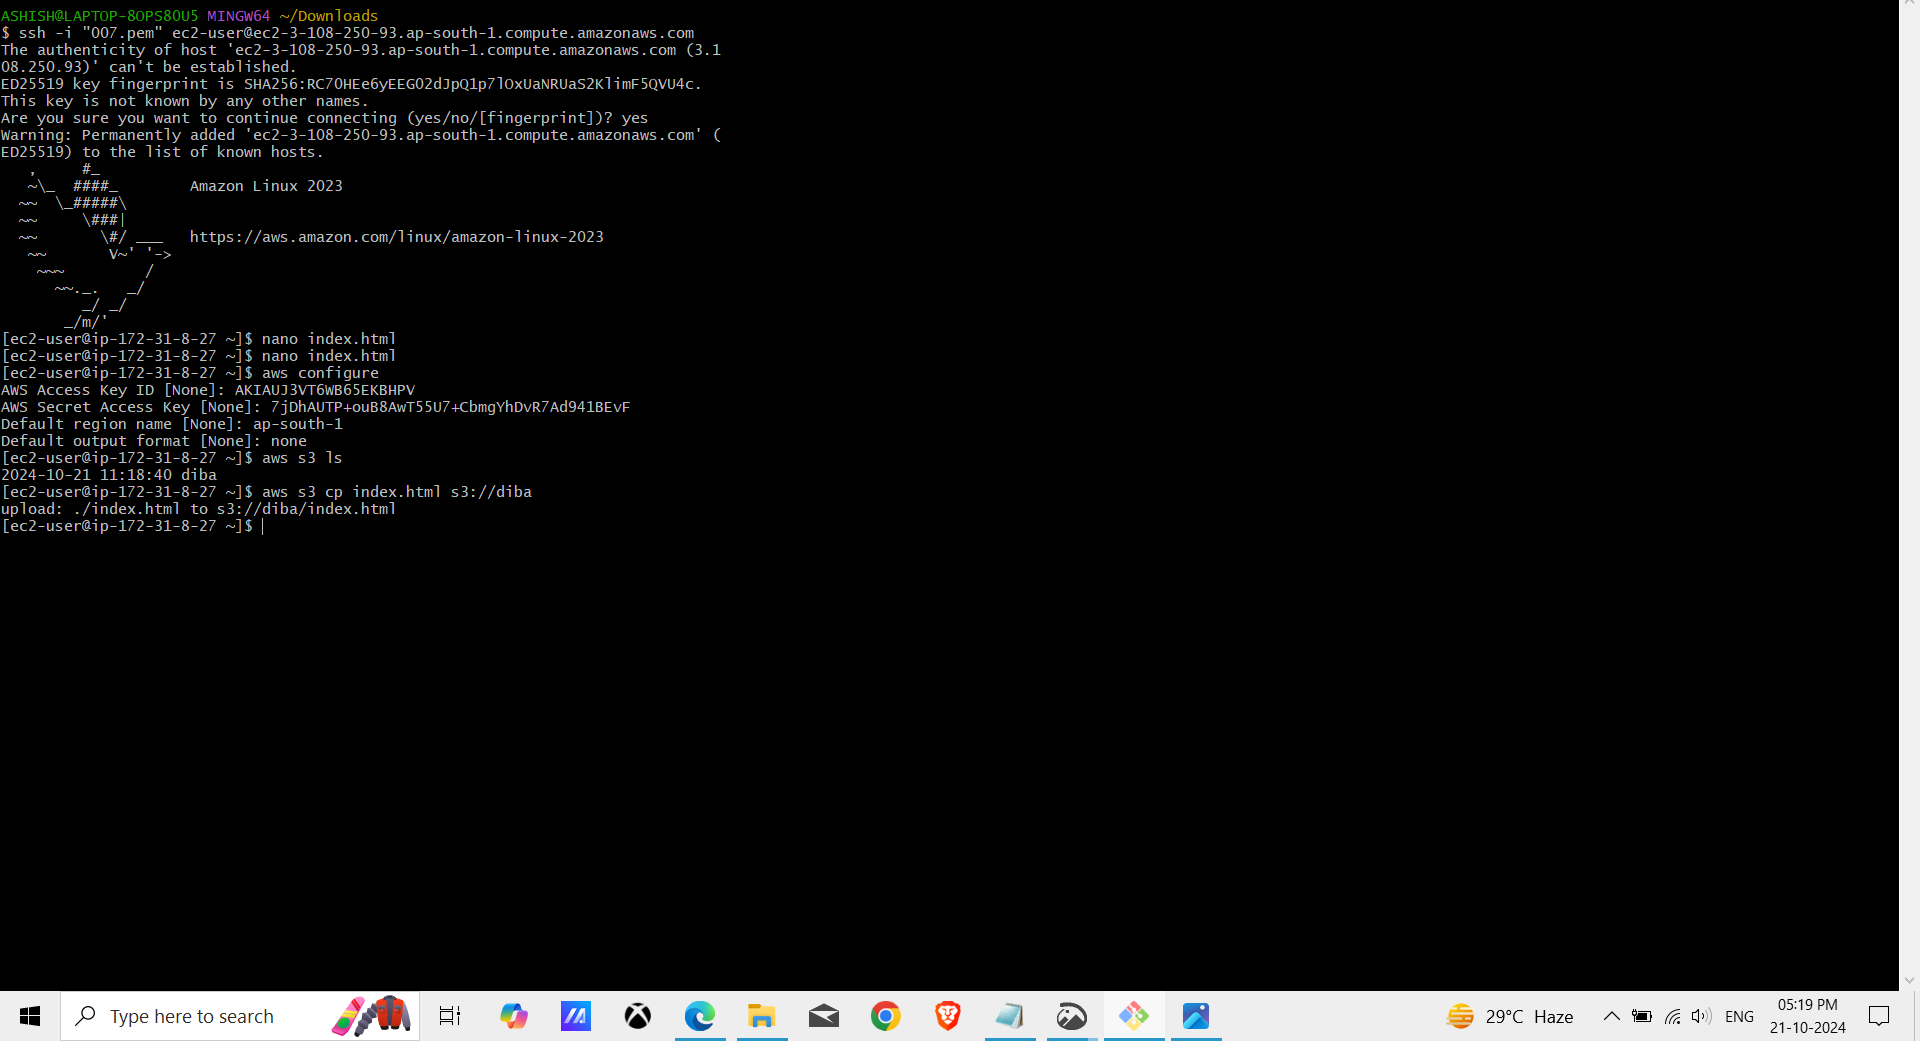 ASHISH@LAPTOP-8OPS8OU5 MINGW64 ~/Downloads
$ ssh -i "007.pem" ec2-user@ec2-3-108-250-93.ap-south-1.compute.amazonaws.com
The authenticity of host 'ec2-3-108-250-93.ap-south-1.compute.amazonaws.com (3.1
08.250.93)' can't be established.
ED25519 key fingerprint is SHA256:RC7OHEe6yEEGO2dJpQ1p7lOxUaNRUaS2KlimF5QVU4c.
This key is not known by any other names.
Are you sure you want to continue connecting (yes/no/[fingerprint])? yes
Warning: Permanently added 'ec2-3-108-250-93.ap-south-1.compute.amazonaws.com' (
ED25519) to the list of known hosts.
   ,     #_
   ~\_  ####_        Amazon Linux 2023
  ~~  \_#####\
  ~~     \###|
  ~~       \#/ ___   https://aws.amazon.com/linux/amazon-linux-2023
   ~~       V~' '->
    ~~~         /
      ~~._.   _/
         _/ _/
       _/m/'
[ec2-user@ip-172-31-8-27 ~]$ nano index.html
[ec2-user@ip-172-31-8-27 ~]$ nano index.html
[ec2-user@ip-172-31-8-27 ~]$ aws configure
AWS Access Key ID [None]: AKIAUJ3VT6WB65EKBHPV
AWS Secret Access Key [None]: 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
Default region name [None]: ap-south-1
Default output format [None]: none
[ec2-user@ip-172-31-8-27 ~]$ aws s3 ls
2024-10-21 11:18:40 diba
[ec2-user@ip-172-31-8-27 ~]$ aws s3 cp index.html s3://diba
upload: ./index.html to s3://diba/index.html
[ec2-user@ip-172-31-8-27 ~]$
Type here to search
29°C Haze
ENG
05:19 PM
21-10-2024